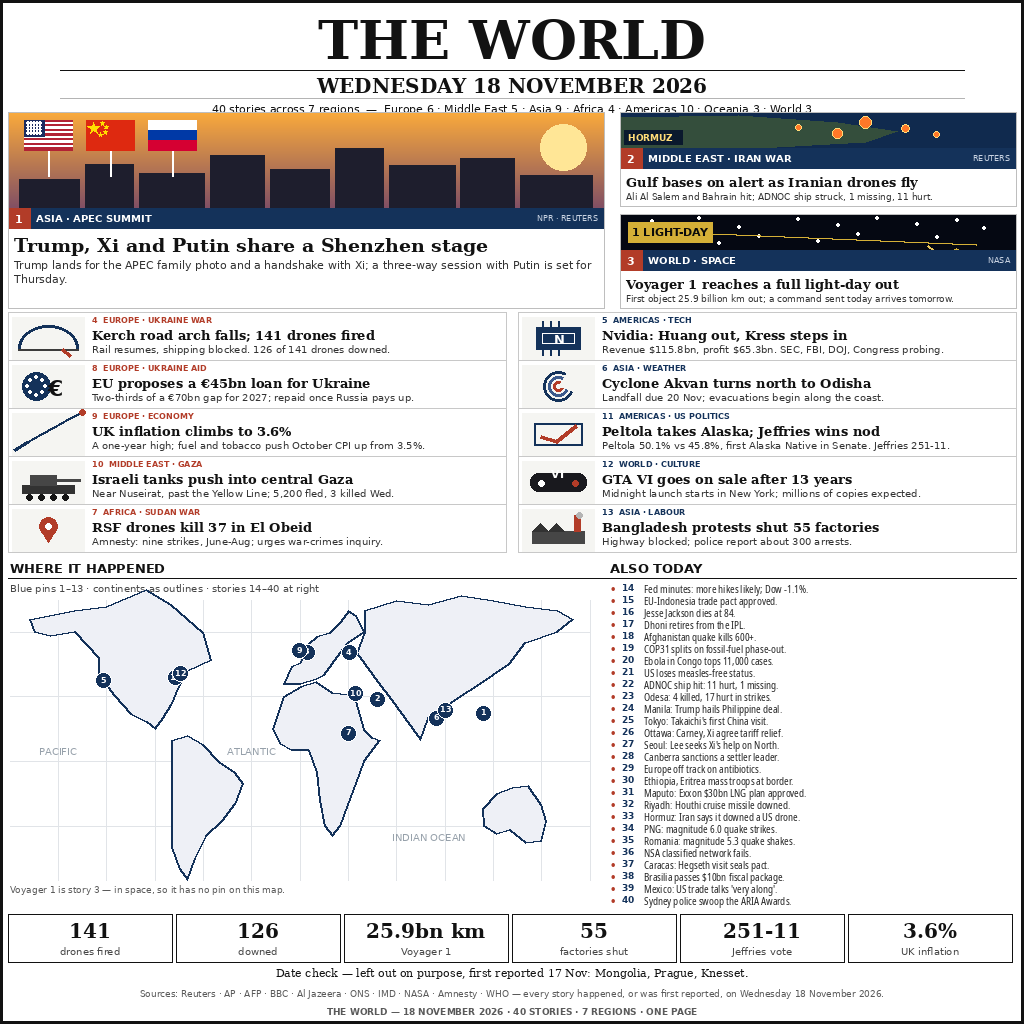 THE WORLD
WEDNESDAY 18 NOVEMBER 2026
40 stories across 7 regions — Europe 6 · Middle East 5 · Asia 9 · Africa 4 · Americas 10 · Oceania 3 · World 3
1 ASIA · APEC SUMMIT NPR · REUTERS
Trump, Xi and Putin share a Shenzhen stage
Trump lands for the APEC family photo and a handshake with Xi; a three-way session with Putin is set for
Thursday.
HORMUZ
2 MIDDLE EAST · IRAN WAR REUTERS
Gulf bases on alert as Iranian drones fly
Ali Al Salem and Bahrain hit; ADNOC ship struck, 1 missing, 11 hurt.
1 LIGHT-DAY
3 WORLD · SPACE NASA
Voyager 1 reaches a full light-day out
First object 25.9 billion km out; a command sent today arrives tomorrow.
4 EUROPE · UKRAINE WAR
Kerch road arch falls; 141 drones fired
Rail resumes, shipping blocked. 126 of 141 drones downed.
€
8 EUROPE · UKRAINE AID
EU proposes a €45bn loan for Ukraine
Two-thirds of a €70bn gap for 2027; repaid once Russia pays up.
9 EUROPE · ECONOMY
UK inflation climbs to 3.6%
A one-year high; fuel and tobacco push October CPI up from 3.5%.
10 MIDDLE EAST · GAZA
Israeli tanks push into central Gaza
Near Nuseirat, past the Yellow Line; 5,200 fled, 3 killed Wed.
7 AFRICA · SUDAN WAR
RSF drones kill 37 in El Obeid
Amnesty: nine strikes, June-Aug; urges war-crimes inquiry.
N
5 AMERICAS · TECH
Nvidia: Huang out, Kress steps in
Revenue $115.8bn, profit $65.3bn. SEC, FBI, DOJ, Congress probing.
6 ASIA · WEATHER
Cyclone Akvan turns north to Odisha
Landfall due 20 Nov; evacuations begin along the coast.
11 AMERICAS · US POLITICS
Peltola takes Alaska; Jeffries wins nod
Peltola 50.1% vs 45.8%, first Alaska Native in Senate. Jeffries 251-11.
VI
12 WORLD · CULTURE
GTA VI goes on sale after 13 years
Midnight launch starts in New York; millions of copies expected.
13 ASIA · LABOUR
Bangladesh protests shut 55 factories
Highway blocked; police report about 300 arrests.
WHERE IT HAPPENED
Blue pins 1–13 · continents as outlines · stories 14–40 at right
9
4
12
5
10
2
13
6
1
7
PACIFIC
ATLANTIC
INDIAN OCEAN
Voyager 1 is story 3 — in space, so it has no pin on this map.
ALSO TODAY
• 14 Fed minutes: more hikes likely; Dow -1.1%.
• 15 EU-Indonesia trade pact approved.
• 16 Jesse Jackson dies at 84.
• 17 Dhoni retires from the IPL.
• 18 Afghanistan quake kills 600+.
• 19 COP31 splits on fossil-fuel phase-out.
• 20 Ebola in Congo tops 11,000 cases.
• 21 US loses measles-free status.
• 22 ADNOC ship hit: 11 hurt, 1 missing.
• 23 Odesa: 4 killed, 17 hurt in strikes.
• 24 Manila: Trump hails Philippine deal.
• 25 Tokyo: Takaichi's first China visit.
• 26 Ottawa: Carney, Xi agree tariff relief.
• 27 Seoul: Lee seeks Xi's help on North.
• 28 Canberra sanctions a settler leader.
• 29 Europe off track on antibiotics.
• 30 Ethiopia, Eritrea mass troops at border.
• 31 Maputo: Exxon $30bn LNG plan approved.
• 32 Riyadh: Houthi cruise missile downed.
• 33 Hormuz: Iran says it downed a US drone.
• 34 PNG: magnitude 6.0 quake strikes.
• 35 Romania: magnitude 5.3 quake shakes.
• 36 NSA classified network fails.
• 37 Caracas: Hegseth visit seals pact.
• 38 Brasilia passes $10bn fiscal package.
• 39 Mexico: US trade talks 'very along'.
• 40 Sydney police swoop the ARIA Awards.
141
drones fired
126
downed
25.9bn km
Voyager 1
55
factories shut
251-11
Jeffries vote
3.6%
UK inflation
Date check — left out on purpose, first reported 17 Nov: Mongolia, Prague, Knesset.
Sources: Reuters · AP · AFP · BBC · Al Jazeera · ONS · IMD · NASA · Amnesty · WHO — every story happened, or was first reported, on Wednesday 18 November 2026.
THE WORLD — 18 NOVEMBER 2026 · 40 STORIES · 7 REGIONS · ONE PAGE